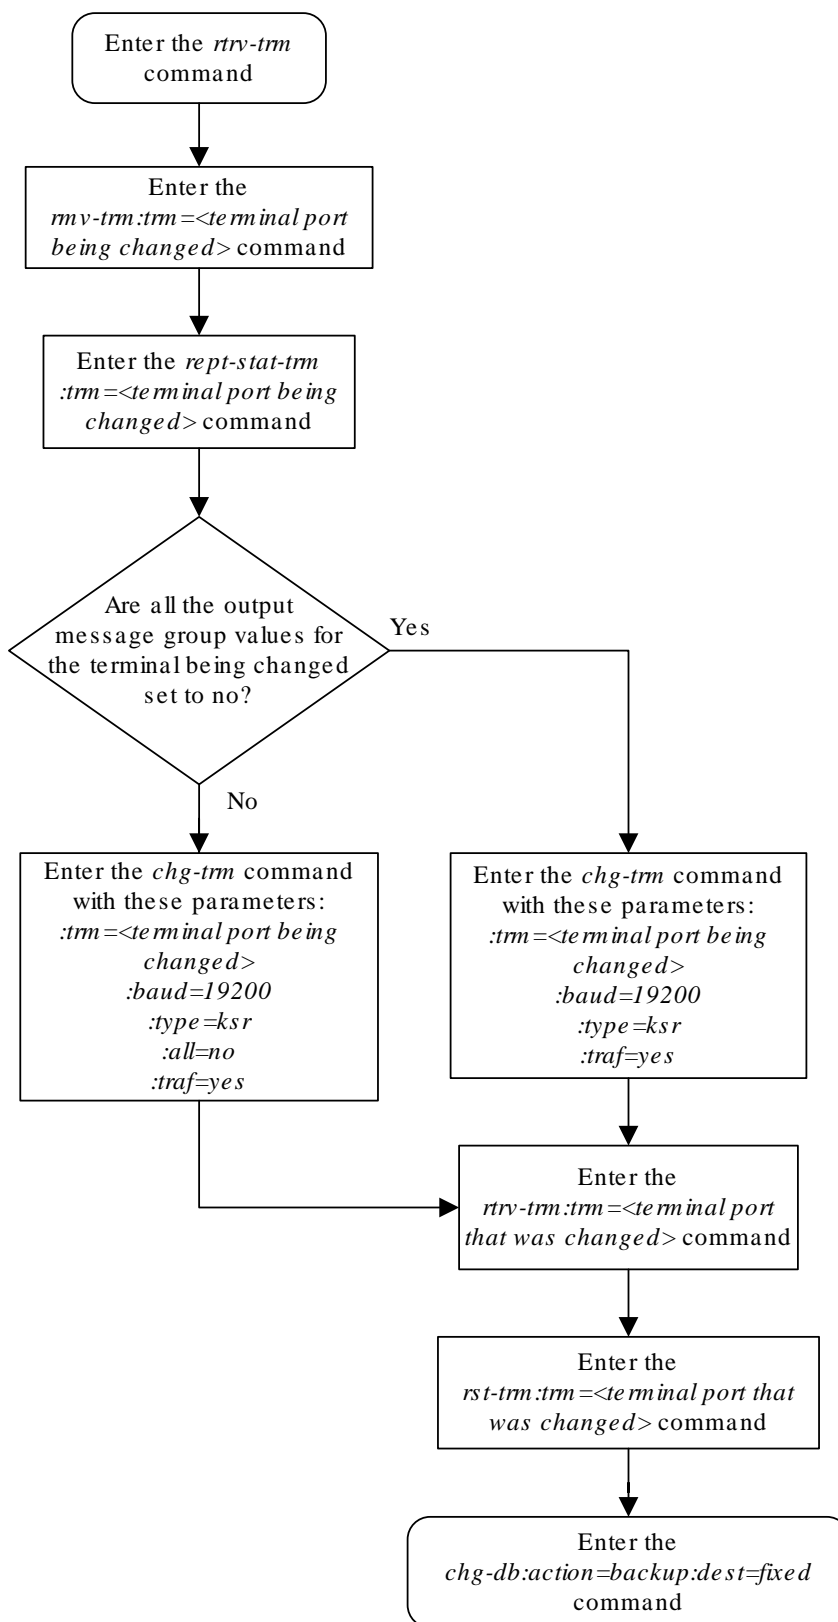 Enter the rtrv-trm
command
Enter the
rmv-trm:trm=<terminal port
being changed> command
Enter the rept-stat-trm
:trm=<terminal port being
changed> command
Are all the output
message group values for
the terminal being changed
set to no?
Yes
No
Enter the chg-trm command
with these parameters:
:trm=<terminal port being
changed>
:baud=19200
:type=ksr
:all=no
:traf=yes
Enter the chg-trm command
with these parameters:
:trm=<terminal port being
changed>
:baud=19200
:type=ksr
:traf=yes
Enter the
rtrv-trm:trm=<terminal port
that was changed> command
Enter the
rst-trm:trm=<terminal port that
was changed> command
Enter the
chg-db:action=backup:dest=fixed
command